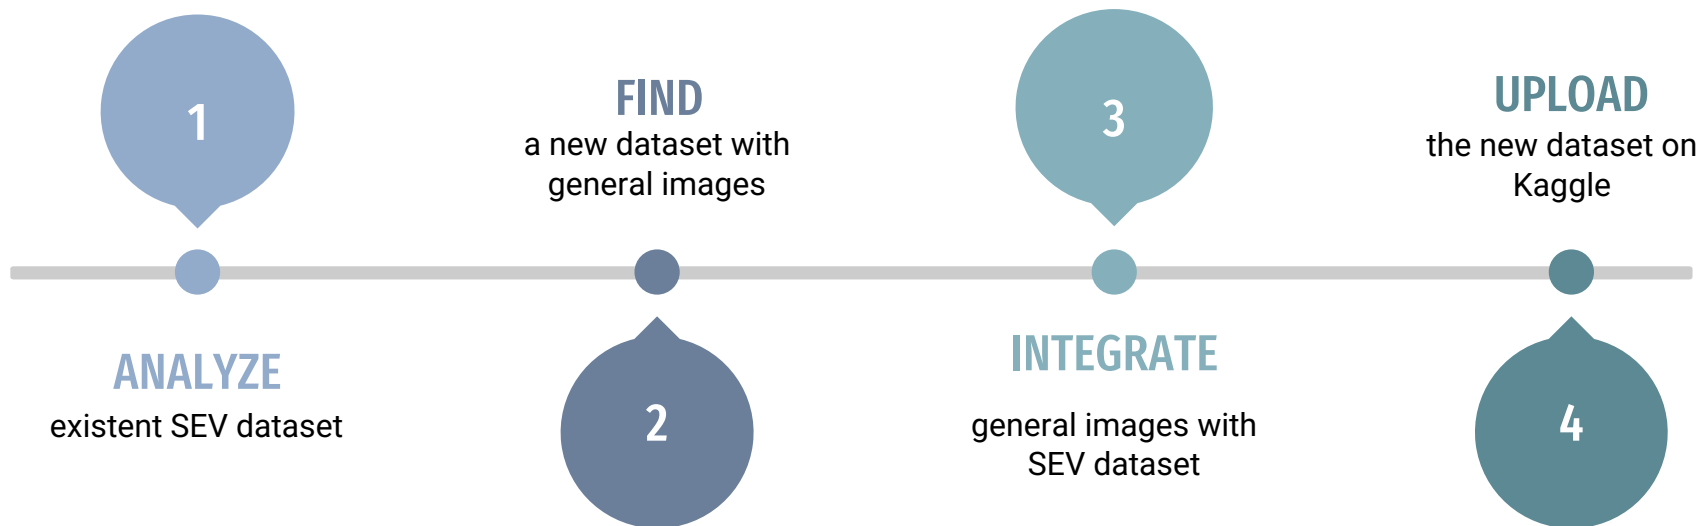 1
ANALYZE
existent SEV dataset
FIND
a new dataset with
general images
2
3
INTEGRATE
general images with
SEV dataset
UPLOAD
the new dataset on
Kaggle
4